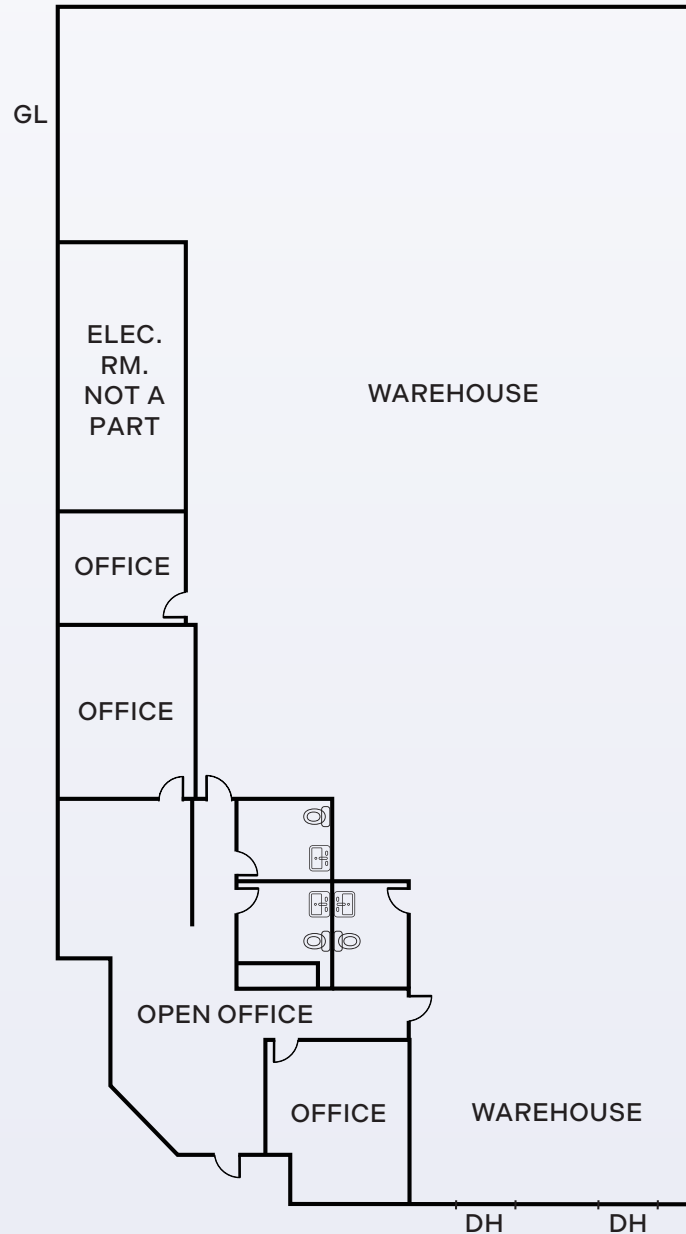 GL
ELEC.
RM.
NOT A
PART
WAREHOUSE
OFFICE
OFFICE
OPEN OFFICE
OFFICE
WAREHOUSE
DH
DH